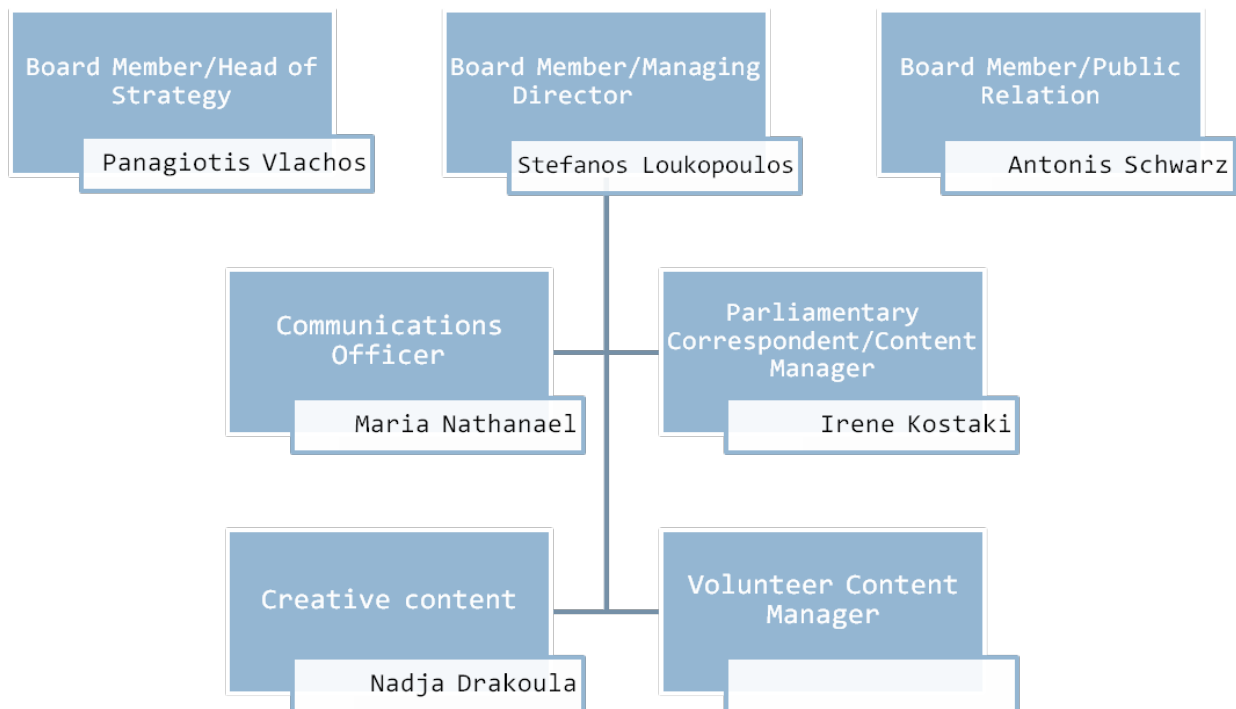 Board Member/Head of
Strategy
Panagiotis Vlachos
Board Member/Managing
Director
Stefanos Loukopoulos
Board Member/Public
Relation
Antonis Schwarz
Communications
Officer
Maria Nathanael
Parliamentary
Correspondent/Content
Manager
Irene Kostaki
Creative content
Nadja Drakoula
Volunteer Content
Manager